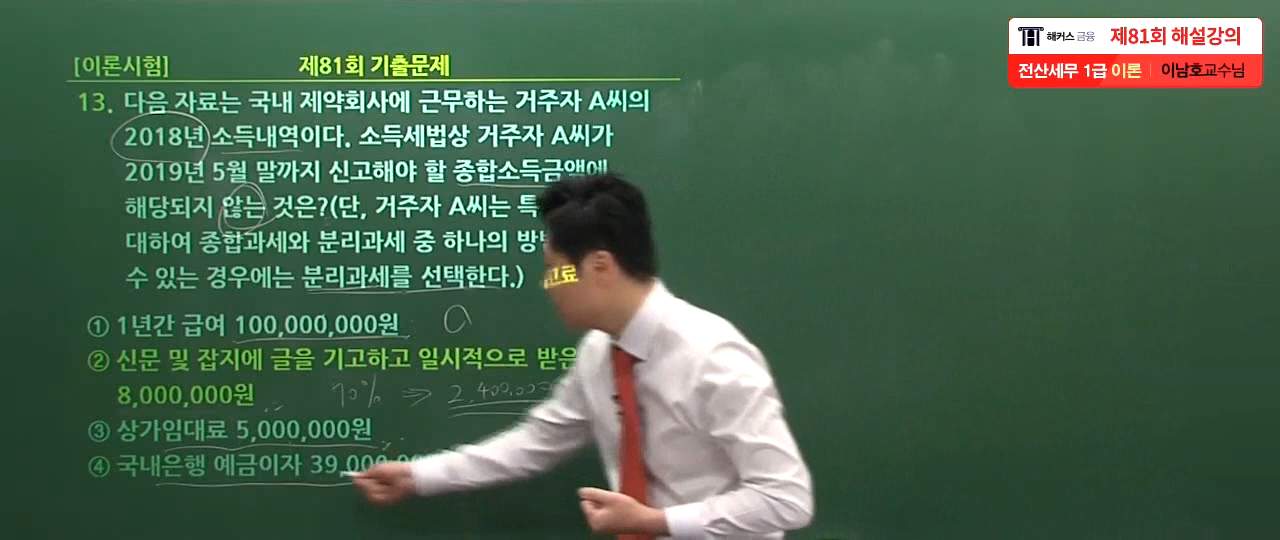 해커스 금융 제81회 해설강의
전산세무 1급 이론 | 이남호교수님
[이론시험] 제81회 기출문제
13. 다음 자료는 국내 제약회사에 근무하는 거주자 A씨의
2018년 소득내역이다. 소득세법상 거주자 A씨가
2019년 5월 말까지 신고해야 할 종합소득금액에
해당되지 않는 것은?(단, 거주자 A씨는 특
대하여 종합과세와 분리과세 중 하나의 방법
수 있는 경우에는 분리과세를 선택한다.)
① 1년간 급여 100,000,000원
② 신문 및 잡지에 글을 기고하고 일시적으로 받은 고료
8,000,000원 70% ⇒ 2,400,000
③ 상가임대료 5,000,000원
④ 국내은행 예금이자 39,000